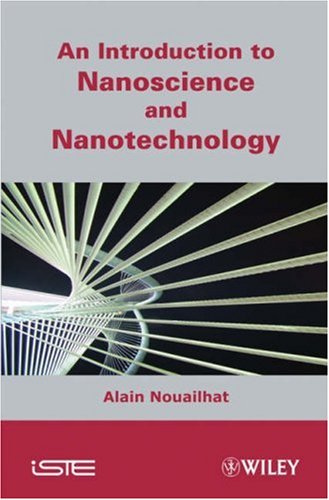 An Introduction to
Nanoscience
and
Nanotechnology
Alain Nouailhat
iSTE
WILEY